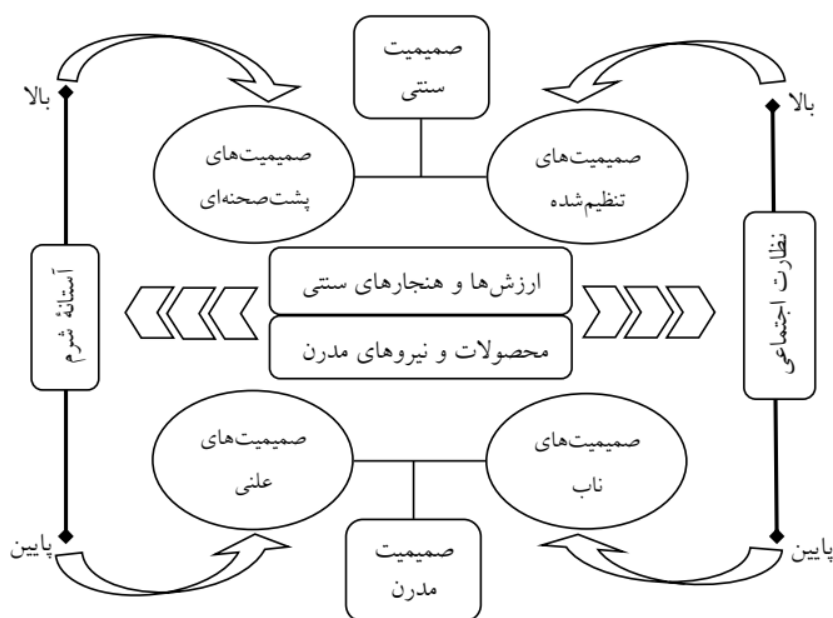 صمیمیت
سنتی
بالا
بالا
صمیمیت‌های
تنظیم‌شده
صمیمیت‌های
پشت‌صحنه‌ای
نظارت اجتماعی
ارزش‌ها و هنجارهای سنتی
محصولات و نیروهای مدرن
آستانۀ شرم
صمیمیت‌های
ناب
صمیمیت‌های
علنی
پایین
پایین
صمیمیت
مدرن